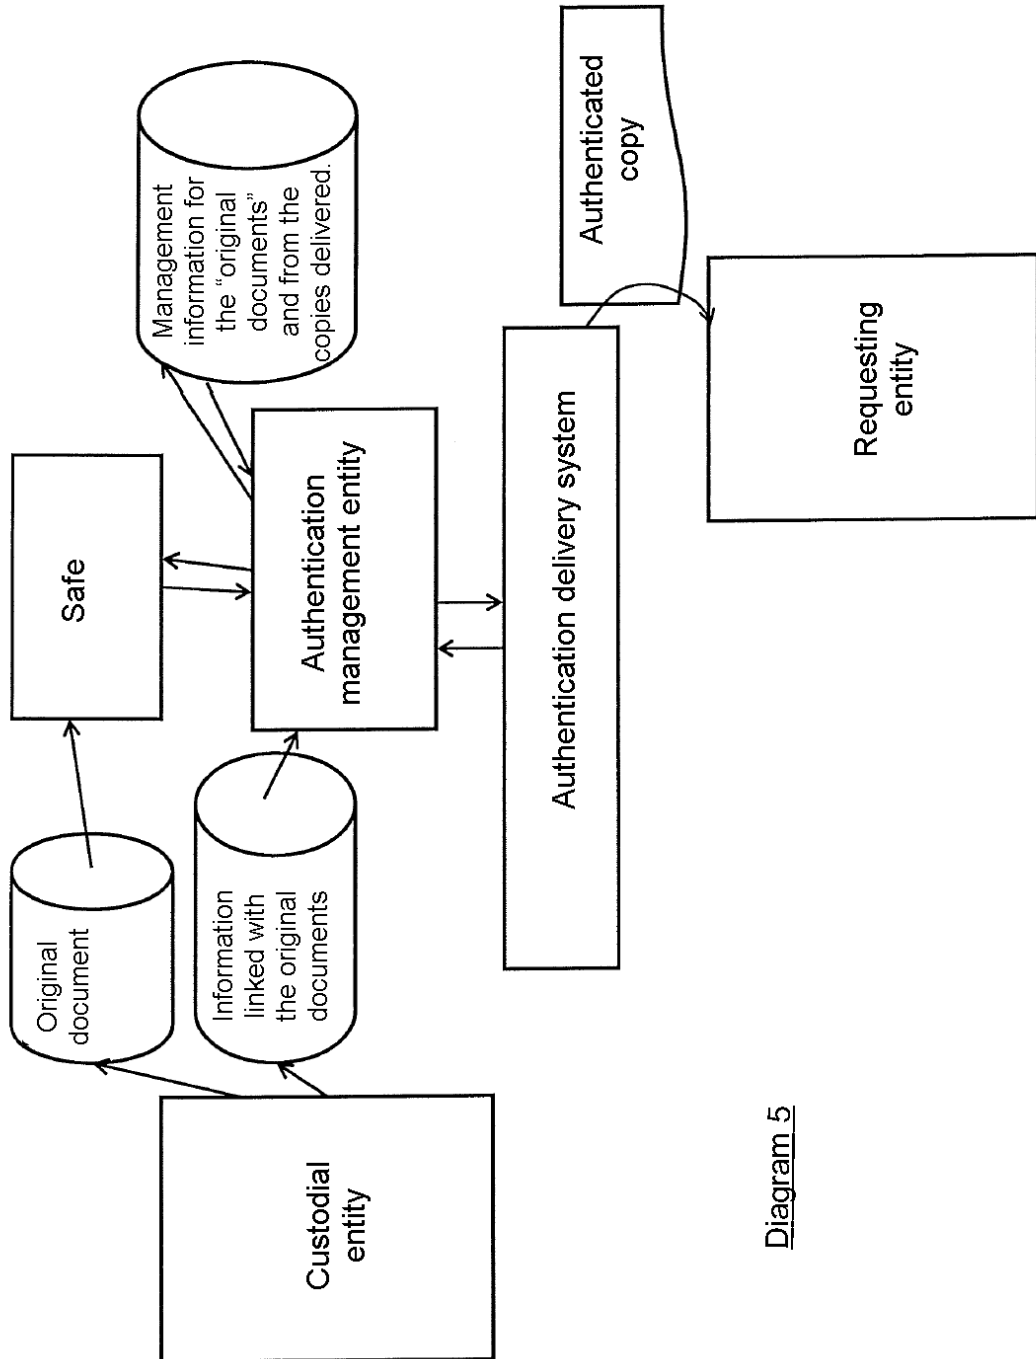 Custodial
entity
Original
document
Information
linked with
the original
documents
Safe
Authentication
management entity
Management
information for
the “original
documents”
and from the
copies delivered.
Authentication delivery system
Authenticated
copy
Requesting
entity
Diagram 5